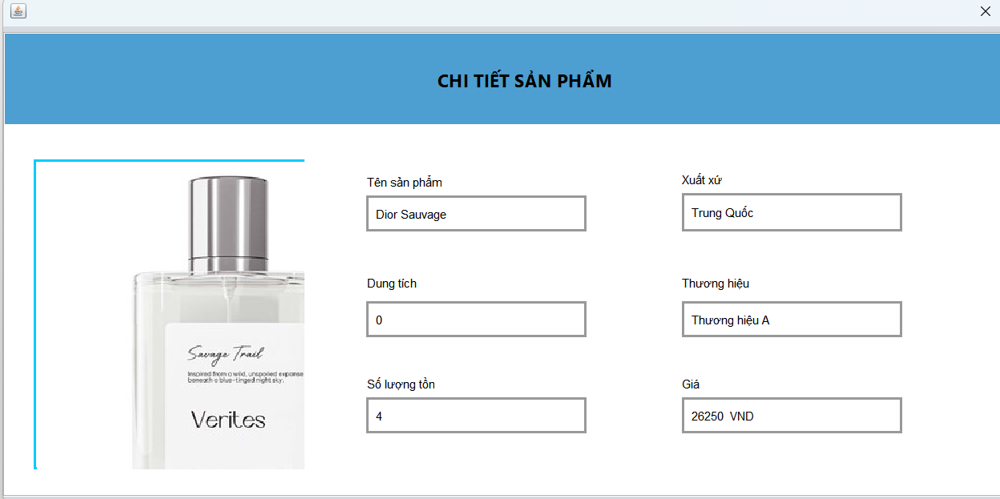 CHI TIẾT SẢN PHẨM
Tên sản phẩm
Dior Sauvage
Xuất xứ
Trung Quốc
Dung tích
0
Thương hiệu
Thương hiệu A
Số lượng tồn
4
Giá
26250  VND
Savage Trail
Inspired from a wild, unspoiled expanse
beneath a blue-tinged night sky.
Verites